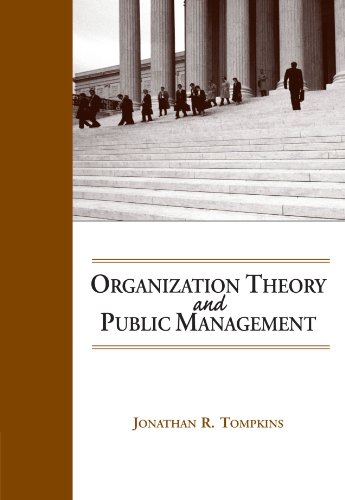 ORGANIZATION THEORY
and
PUBLIC MANAGEMENT
JONATHAN R. TOMPKINS